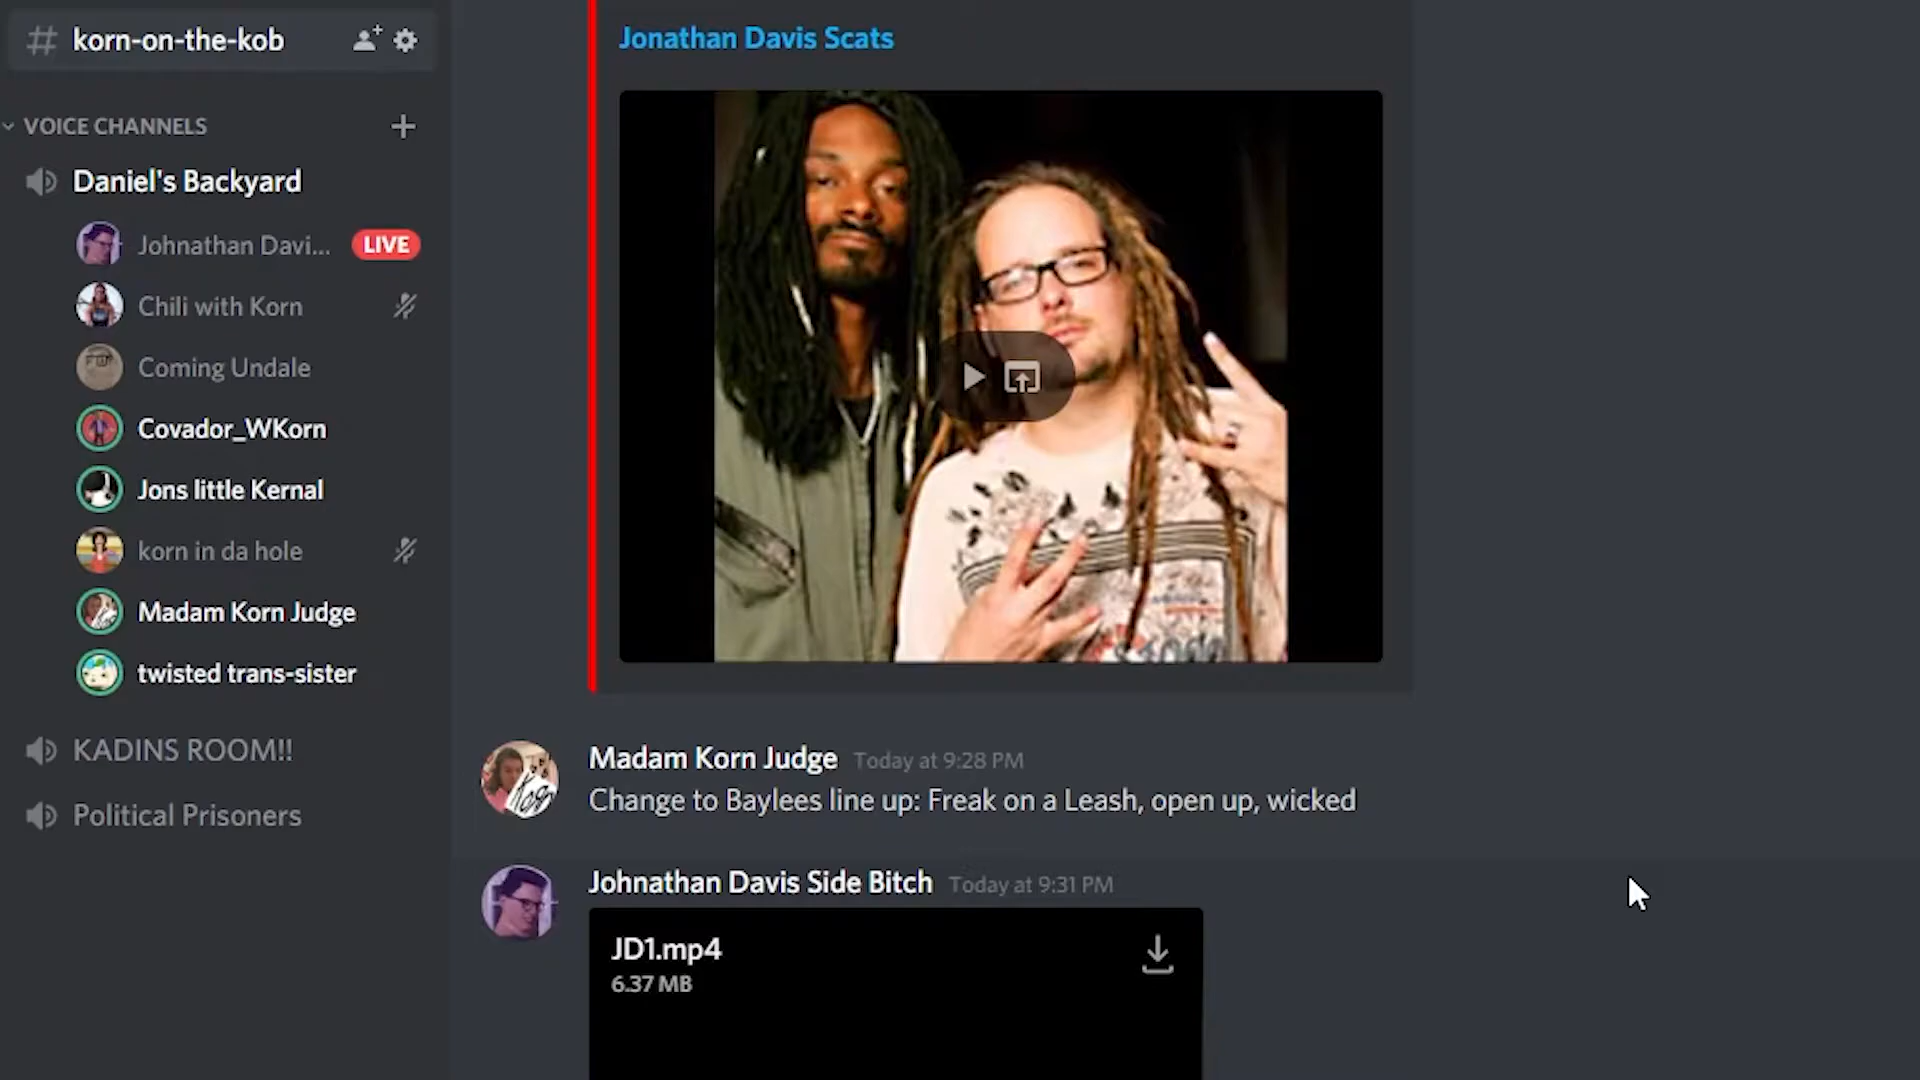 # korn-on-the-kob
VOICE CHANNELS
Daniel's Backyard
Johnathan Davi... LIVE
Chili with Korn
Coming Undale
Covador_WKorn
Jons little Kernal
korn in da hole
Madam Korn Judge
twisted trans-sister
KADINS ROOM!!
Political Prisoners
Jonathan Davis Scats
Madam Korn Judge Today at 9:28 PM
Change to Baylees line up: Freak on a Leash, open up, wicked
Johnathan Davis Side Bitch Today at 9:31 PM
JD1.mp4
6.37 MB